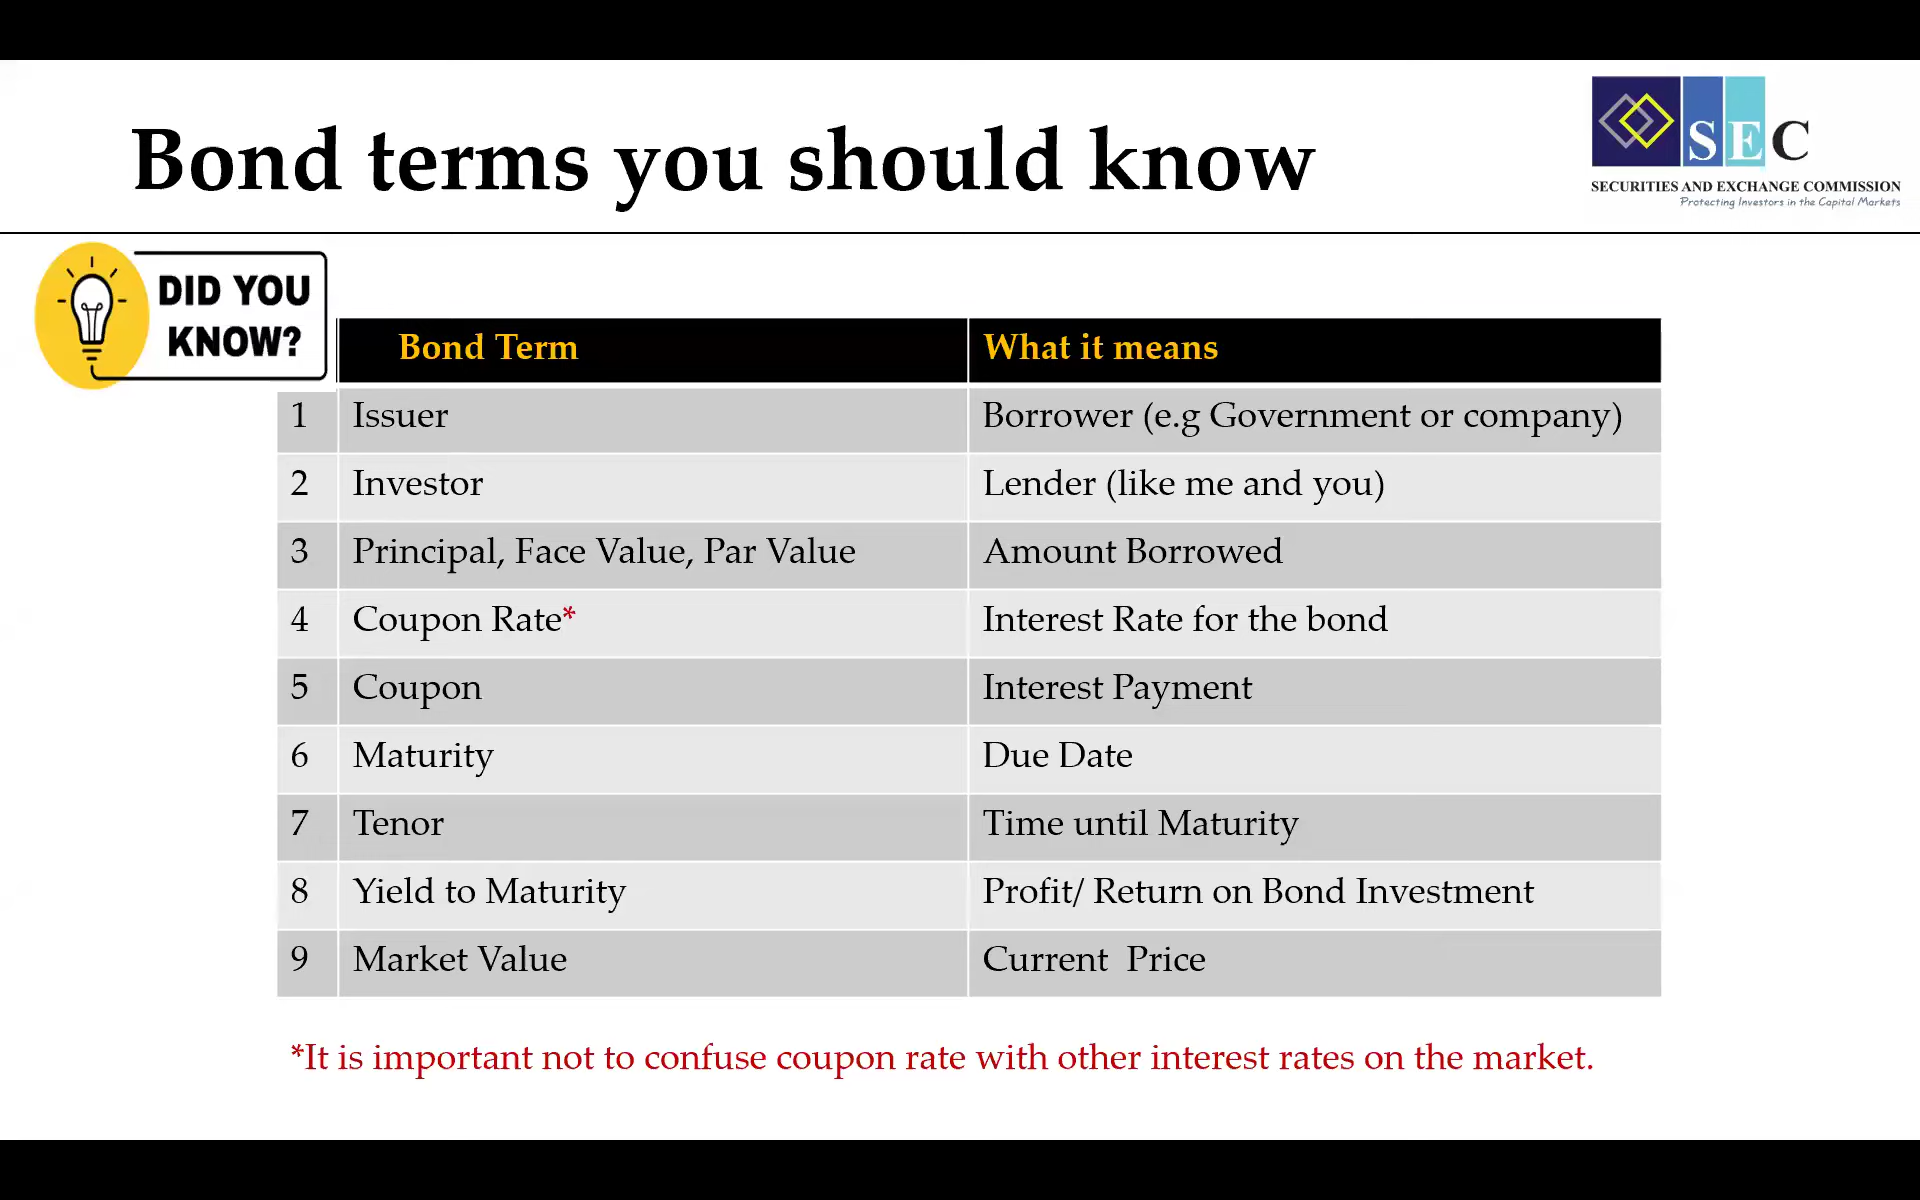 Bond terms you should know
SEC
SECURITIES AND EXCHANGE COMMISSION
Protecting Investors in the Capital Markets
DID YOU
KNOW?
Bond Term What it means
1 Issuer Borrower (e.g Government or company)
2 Investor Lender (like me and you)
3 Principal, Face Value, Par Value Amount Borrowed
4 Coupon Rate* Interest Rate for the bond
5 Coupon Interest Payment
6 Maturity Due Date
7 Tenor Time until Maturity
8 Yield to Maturity Profit/ Return on Bond Investment
9 Market Value Current  Price
*It is important not to confuse coupon rate with other interest rates on the market.